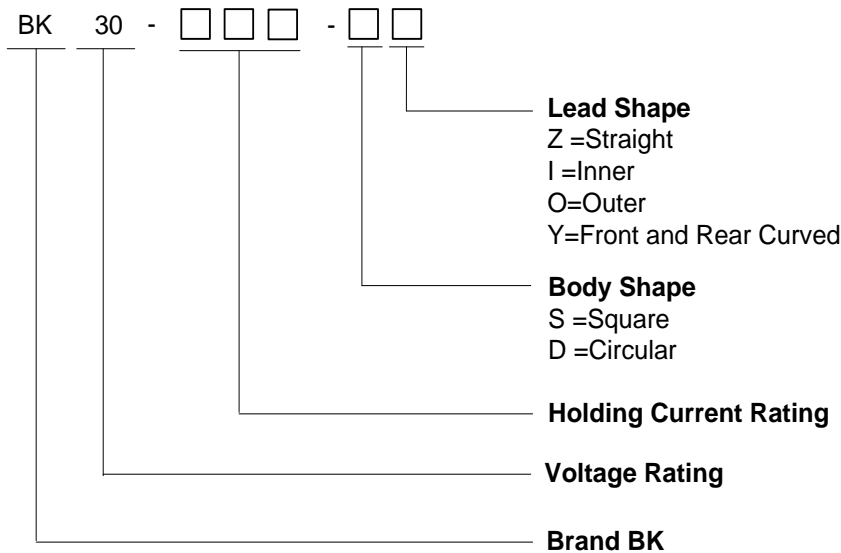 BK 30 - □ □ □ - □ □
Lead Shape
Z =Straight
I =Inner
O=Outer
Y=Front and Rear Curved
Body Shape
S =Square
D =Circular
Holding Current Rating
Voltage Rating
Brand BK